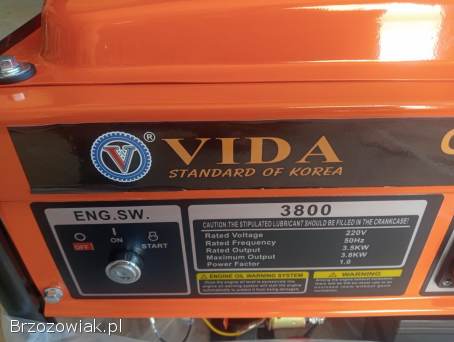 V ® VIDA
STANDARD OF KOREA
ENG.SW.
OFF
ON
START
3800
CAUTION:THE STIPULATED LUBRICANT SHOULD BE FILLED IN THE CRANKCASE!
Rated Voltage 220V
Rated Frequency 50Hz
Rated Output 3.5KW
Maximum Output 3.8KW
Power Factor 1.0
ENGINE OIL WARNING SYSTEM
WARNING
Brzozowiak.pl